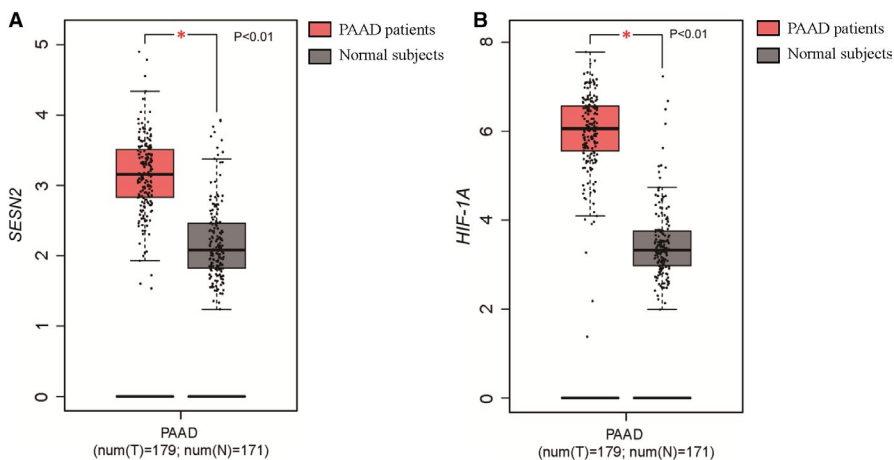 A
SESN2
5
4
3
2
1
0
*
P<0.01
PAAD patients
Normal subjects
PAAD
(num(T)=179; num(N)=171)
B
HIF-1A
8
6
4
2
0
*
P<0.01
PAAD patients
Normal subjects
PAAD
(num(T)=179; num(N)=171)